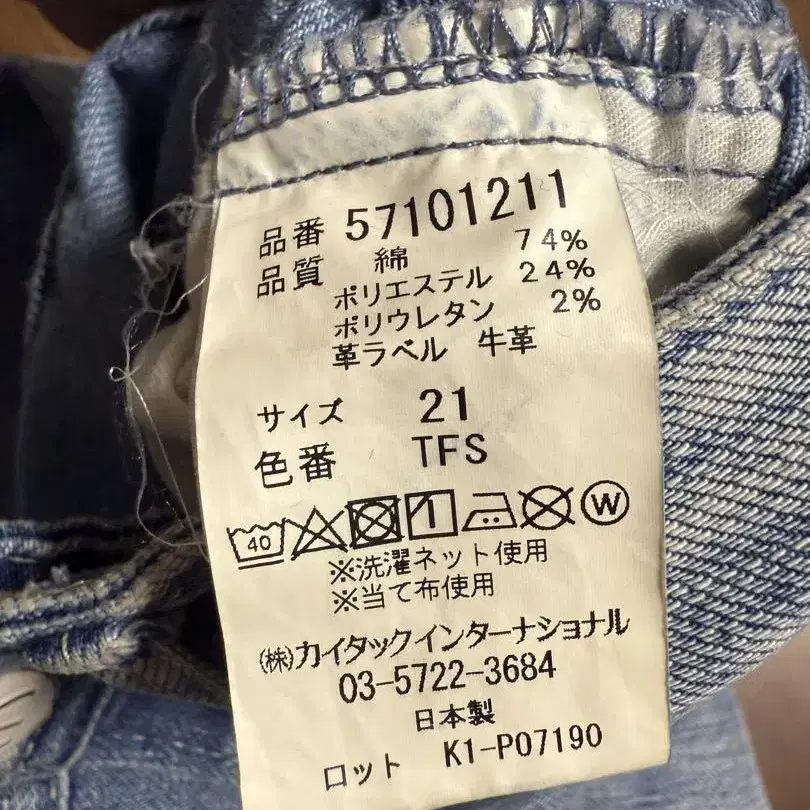 品番 57101211
品質 綿 74%
ポリエステル 24%
ポリウレタン 2%
革ラベル 牛革
サイズ 21
色番 TFS
40 W
※洗濯ネット使用
※当て布使用
㈱カイタックインターナショナル
03-5722-3684
日本製
ロット K1-P07190